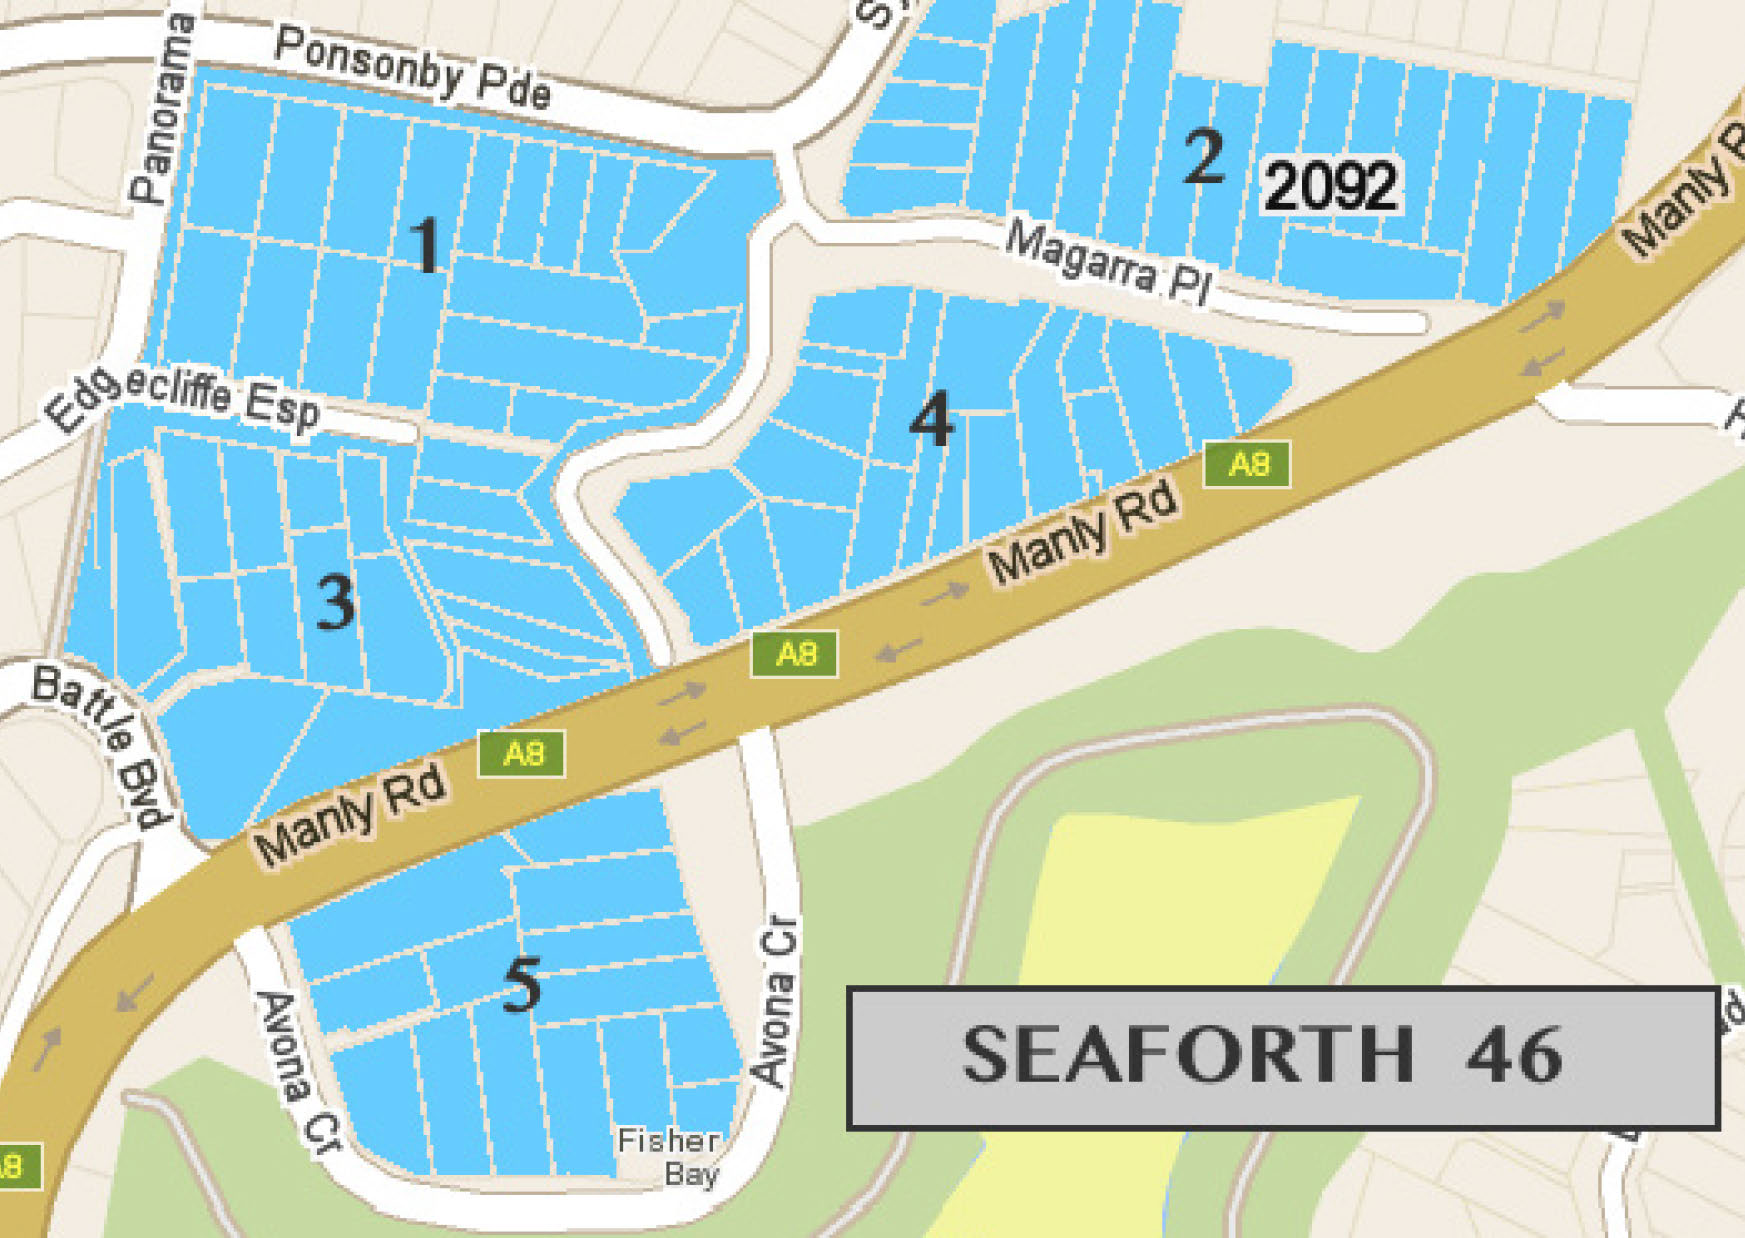 Ponsonby Pde
Panorama
1
2
2092
Manly R
Magarra Pl
Edgecliffe Esp
4
A8
Manly Rd
3
A8
Battle Bvd
A8
Manly Rd
5
Avona Cr
Avona Cr
SEAFORTH 46
Fisher
Bay
A8